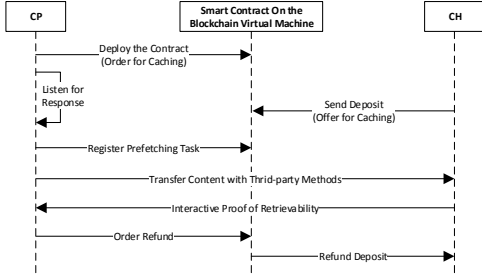 CP
Smart Contract On the
Blockchain Virtual Machine
CH
Deploy the Contract
(Order for Caching)
Listen for
Response
Send Deposit
(Offer for Caching)
Register Prefetching Task
Transfer Content with Thrid-party Methods
Interactive Proof of Retrievability
Order Refund
Refund Deposit